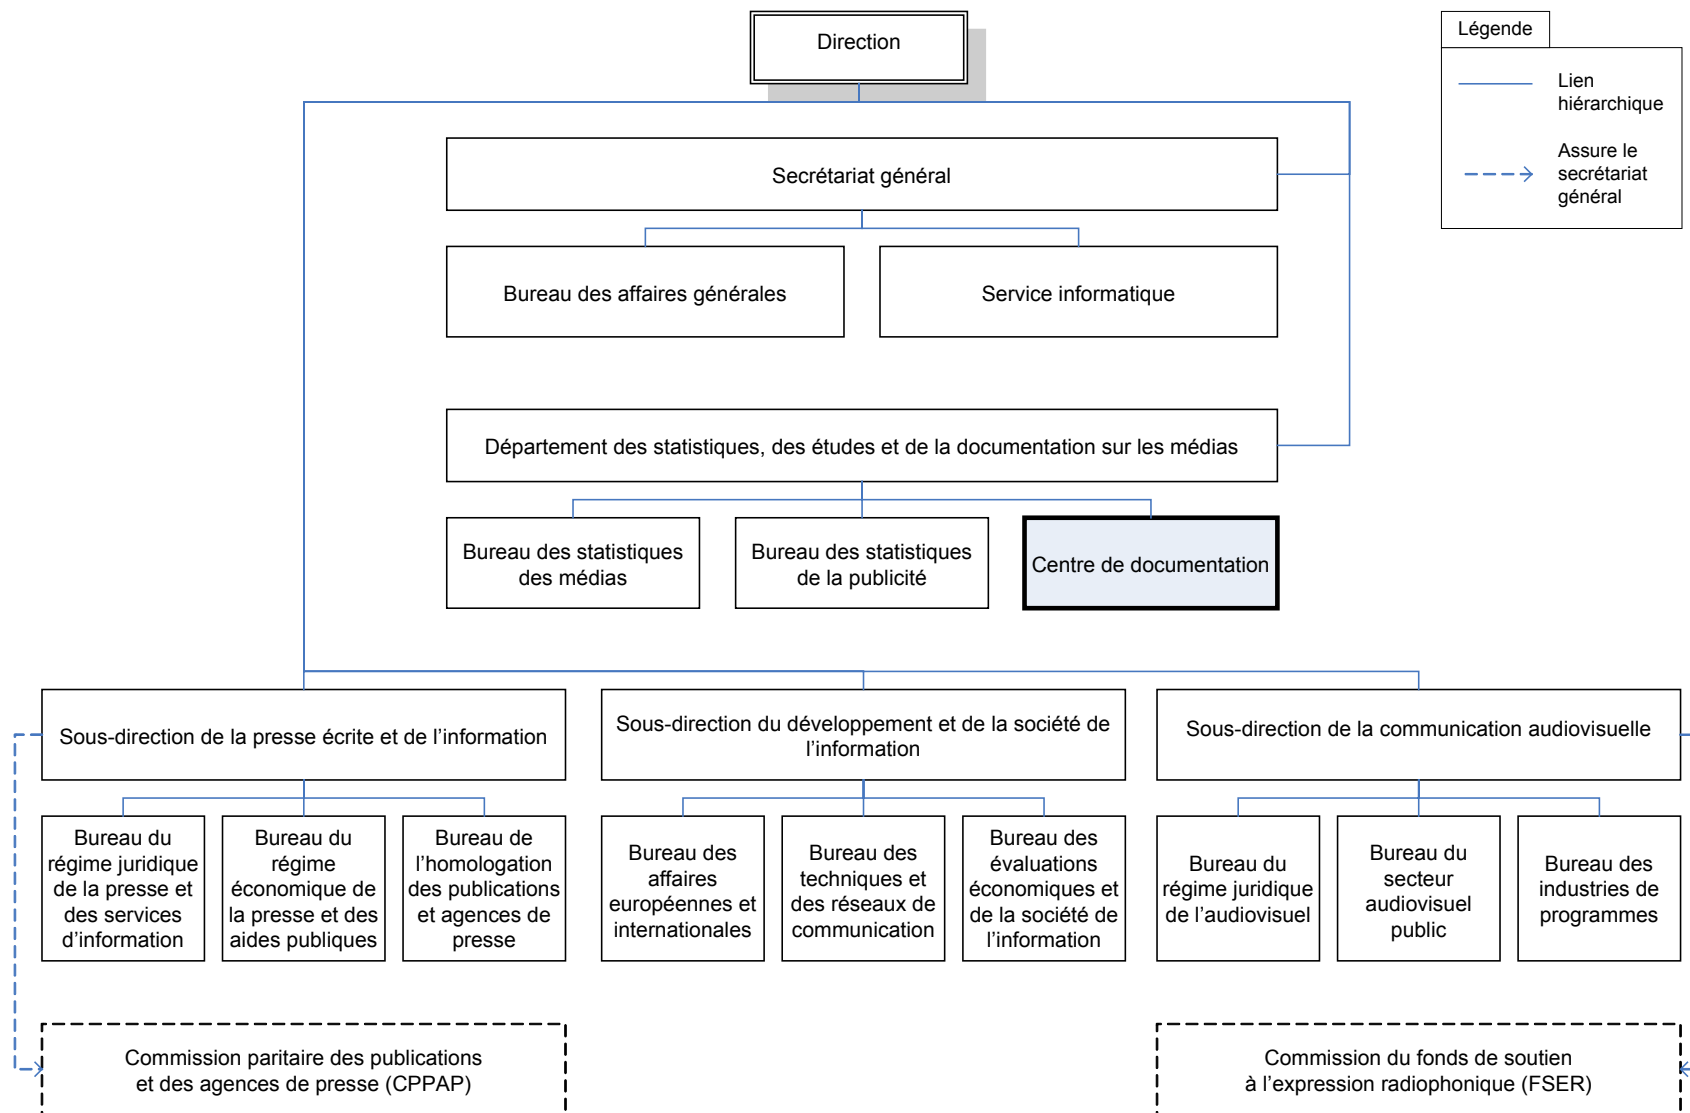 Direction
Légende
Lien
hiérarchique
Assure le
secrétariat
général
Secrétariat général
Bureau des affaires générales
Service informatique
Département des statistiques, des études et de la documentation sur les médias
Bureau des statistiques
des médias
Bureau des statistiques
de la publicité
Centre de documentation
Sous-direction de la presse écrite et de l’information
Sous-direction du développement et de la société de
l’information
Sous-direction de la communication audiovisuelle
Bureau du
régime juridique
de la presse et
des services
d’information
Bureau du
régime
économique de
la presse et des
aides publiques
Bureau de
l’homologation
des publications
et agences de
presse
Bureau des
affaires
européennes et
internationales
Bureau des
techniques et
des réseaux de
communication
Bureau des
évaluations
économiques et
de la société de
l’information
Bureau du
régime juridique
de l’audiovisuel
Bureau du
secteur
audiovisuel
public
Bureau des
industries de
programmes
Commission paritaire des publications
et des agences de presse (CPPAP)
Commission du fonds de soutien
à l’expression radiophonique (FSER)